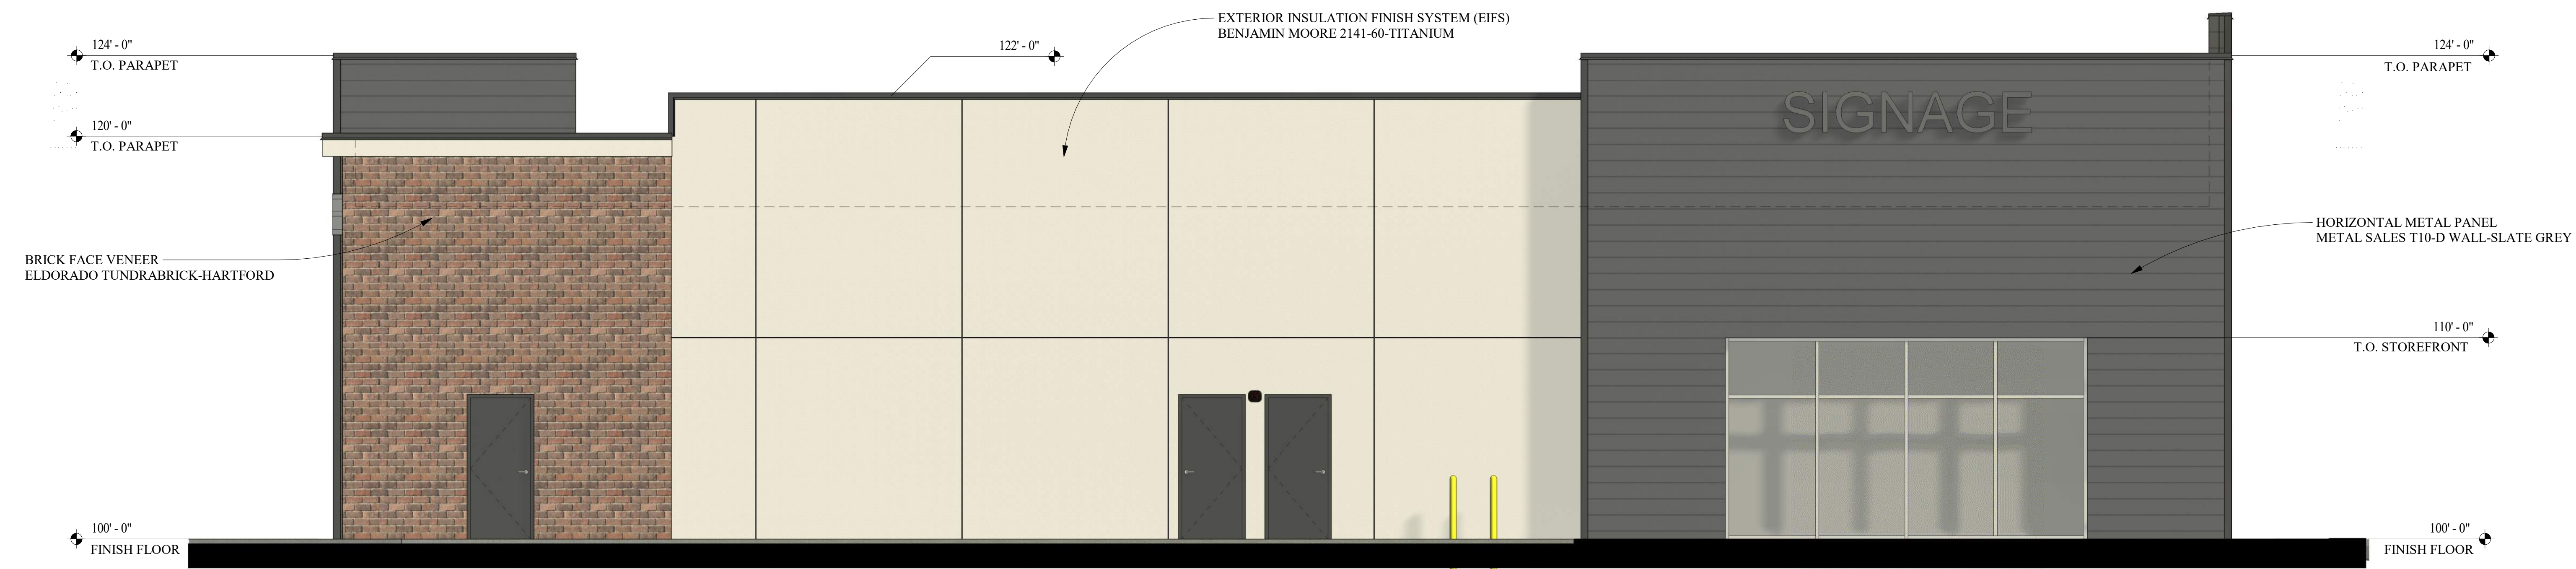 EXTERIOR INSULATION FINISH SYSTEM (EIFS)
BENJAMIN MOORE 2141-60-TITANIUM
124' - 0"
T.O. PARAPET
122' - 0"
124' - 0"
T.O. PARAPET
SIGNAGE
120' - 0"
T.O. PARAPET
HORIZONTAL METAL PANEL
METAL SALES T10-D WALL-SLATE GREY
BRICK FACE VENEER
ELDORADO TUNDRABRICK-HARTFORD
110' - 0"
T.O. STOREFRONT
100' - 0"
FINISH FLOOR
100' - 0"
FINISH FLOOR